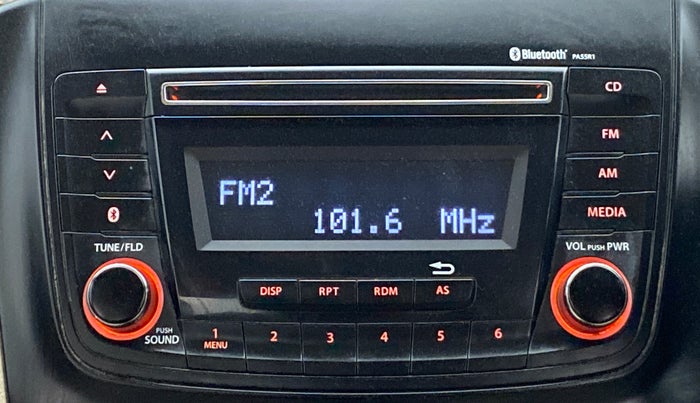 Bluetooth PA5SR1
CD
FM
AM
MEDIA
FM2
101.6 MHz
TUNE/FLD
VOL PUSH PWR
DISP RPT RDM AS
PUSH
SOUND
1 2 3 4 5 6
MENU